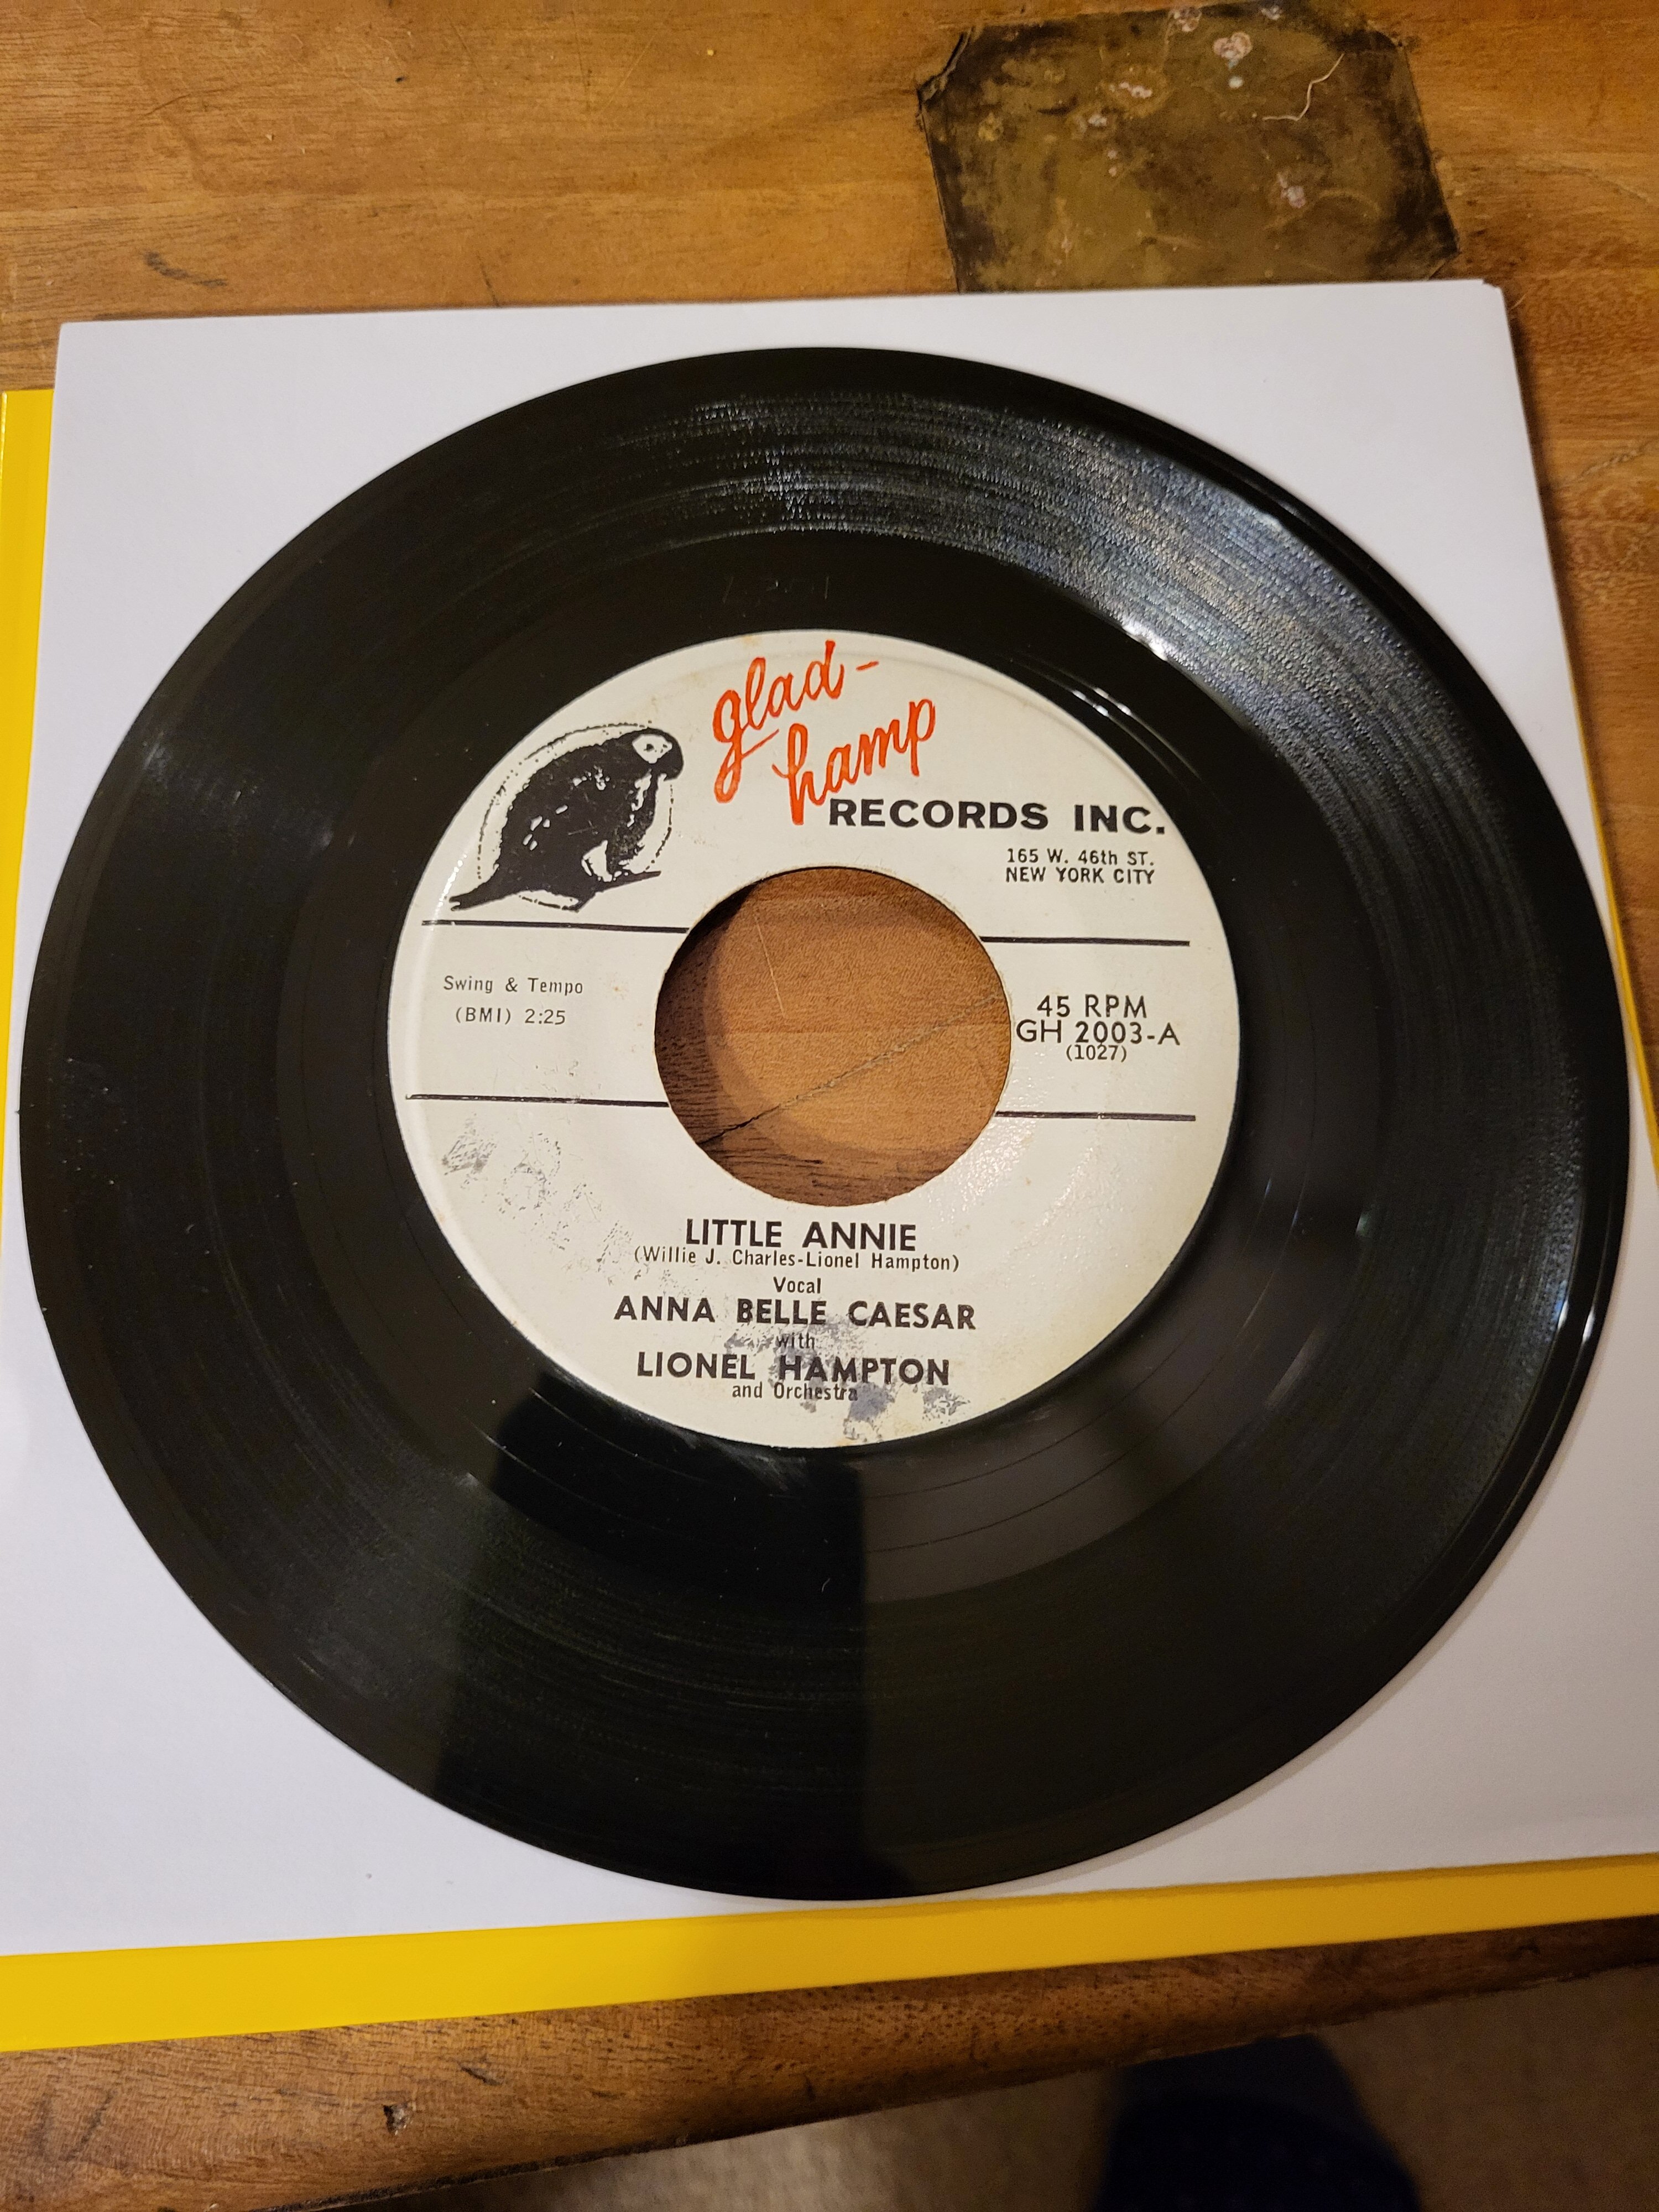 glad-
hamp
RECORDS INC.
165 W. 46th ST.
NEW YORK CITY
Swing & Tempo
(BMI) 2:25
45 RPM
GH 2003-A
(1027)
LITTLE ANNIE
(Willie J. Charles-Lionel Hampton)
Vocal
ANNA BELLE CAESAR
with
LIONEL HAMPTON
and Orchestra